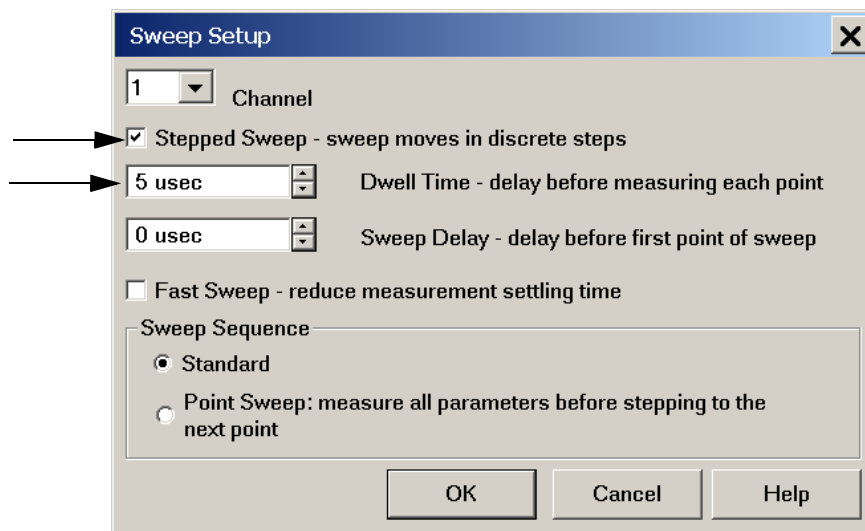 Sweep Setup
1
Channel
Stepped Sweep - sweep moves in discrete steps
5 usec
Dwell Time - delay before measuring each point
0 usec
Sweep Delay - delay before first point of sweep
Fast Sweep - reduce measurement settling time
Sweep Sequence
Standard
Point Sweep: measure all parameters before stepping to the
next point
OK
Cancel
Help